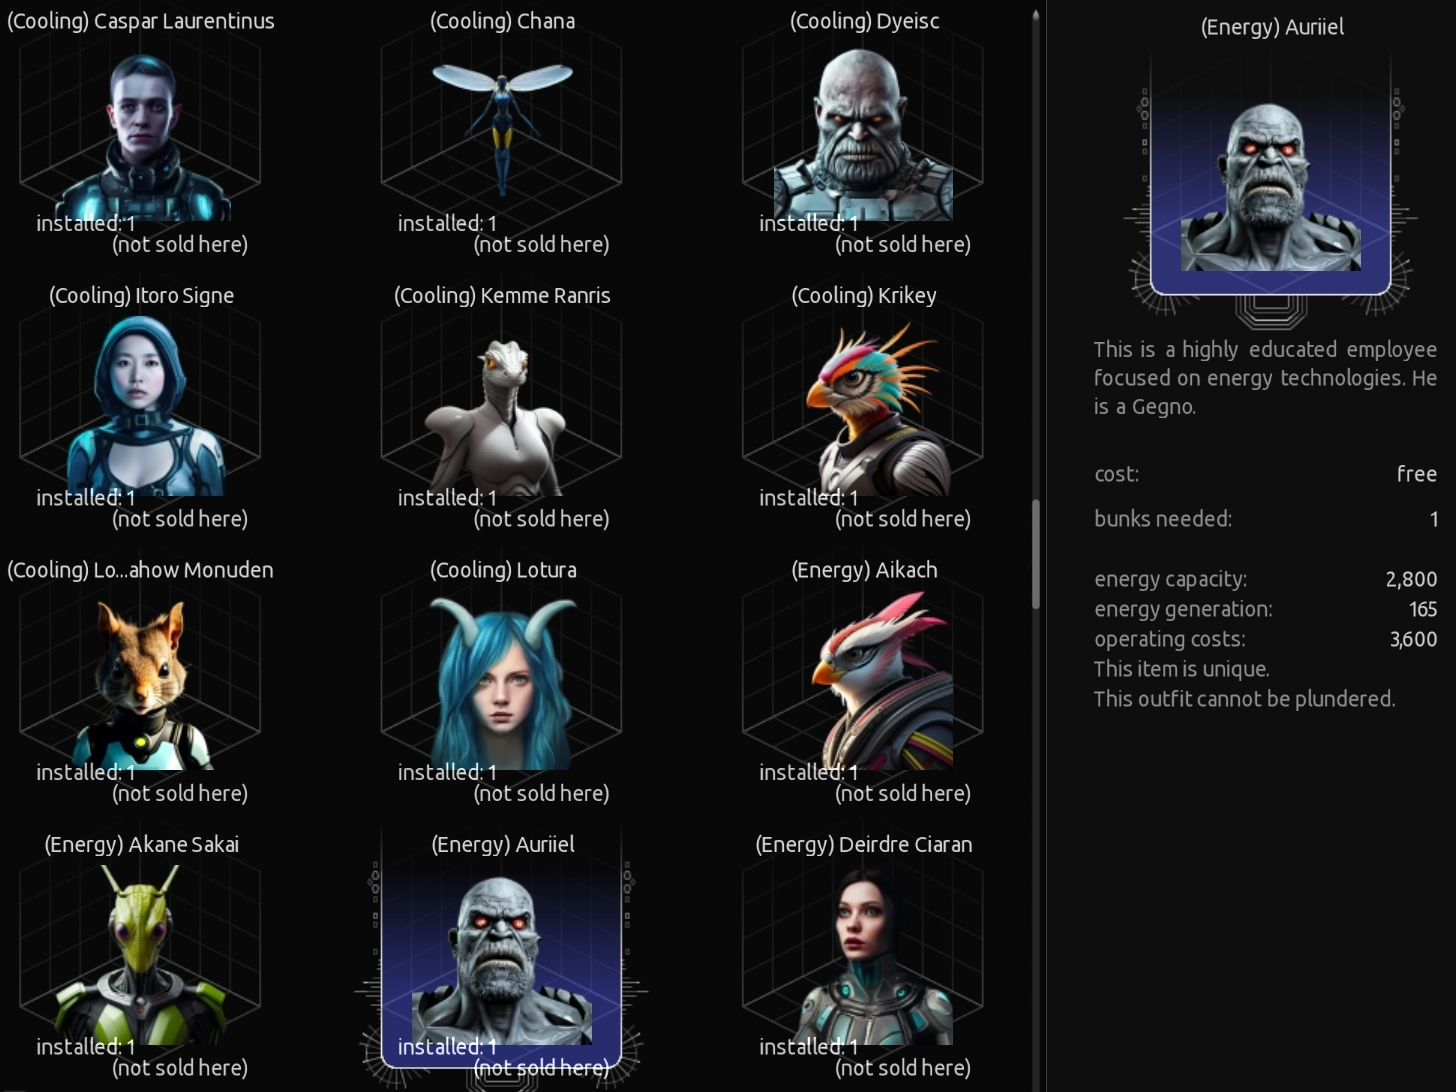 (Cooling) Caspar Laurentinus
installed: 1
(not sold here)
(Cooling) Chana
installed: 1
(not sold here)
(Cooling) Dyeisc
installed: 1
(not sold here)
(Cooling) Itoro Signe
installed: 1
(not sold here)
(Cooling) Kemme Ranris
installed: 1
(not sold here)
(Cooling) Krikey
installed: 1
(not sold here)
(Cooling) Lo...ahow Monuden
installed: 1
(not sold here)
(Cooling) Lotura
installed: 1
(not sold here)
(Energy) Aikach
installed: 1
(not sold here)
(Energy) Akane Sakai
installed: 1
(not sold here)
(Energy) Auriiel
installed: 1
(not sold here)
(Energy) Deirdre Ciaran
installed: 1
(not sold here)
(Energy) Auriiel
This is a highly educated employee
focused on energy technologies. He
is a Gegno.
cost: free
bunks needed: 1
energy capacity: 2,800
energy generation: 165
operating costs: 3,600
This item is unique.
This outfit cannot be plundered.